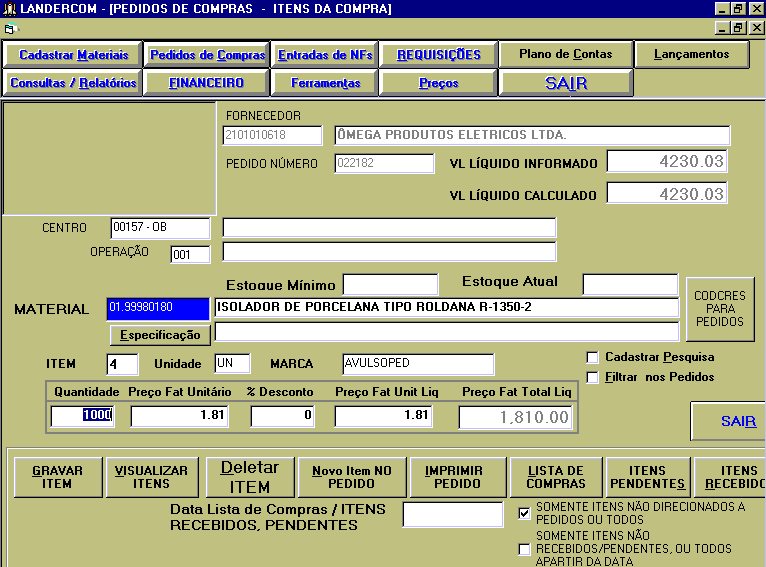 LANDERCOM - [PEDIDOS DE COMPRAS - ITENS DA COMPRA]
Cadastrar Materiais
Pedidos de Compras
Entradas de NFs
REQUISIÇÕES
Plano de Contas
Lançamentos
Consultas / Relatórios
FINANCEIRO
Ferramentas
Preços
SAIR
FORNECEDOR
2101010618
ÔMEGA PRODUTOS ELETRICOS LTDA.
PEDIDO NÚMERO
022182
VL LÍQUIDO INFORMADO
4230.03
VL LÍQUIDO CALCULADO
4230.03
CENTRO
00157 - OB
OPERAÇÃO
001
Estoque Mínimo
Estoque Atual
MATERIAL
01.99980180
ISOLADOR DE PORCELANA TIPO ROLDANA R-1350-2
CODCRES
PARA
PEDIDOS
Especificação
ITEM
4
Unidade
UN
MARCA
AVULSOPED
Cadastrar Pesquisa
Filtrar nos Pedidos
Quantidade
Preço Fat Unitário
% Desconto
Preço Fat Unit Liq
Preço Fat Total Liq
1000
1.81
0
1.81
1,810.00
SAIR
GRAVAR
ITEM
VISUALIZAR
ITENS
Deletar
ITEM
Novo Item NO
PEDIDO
IMPRIMIR
PEDIDO
LISTA DE
COMPRAS
ITENS
PENDENTES
ITENS
RECEBIDO
Data Lista de Compras / ITENS
RECEBIDOS, PENDENTES
SOMENTE ITENS NÃO DIRECIONADOS A
PEDIDOS OU TODOS
SOMENTE ITENS NÃO
RECEBIDOS/PENDENTES, OU TODOS
APARTIR DA DATA